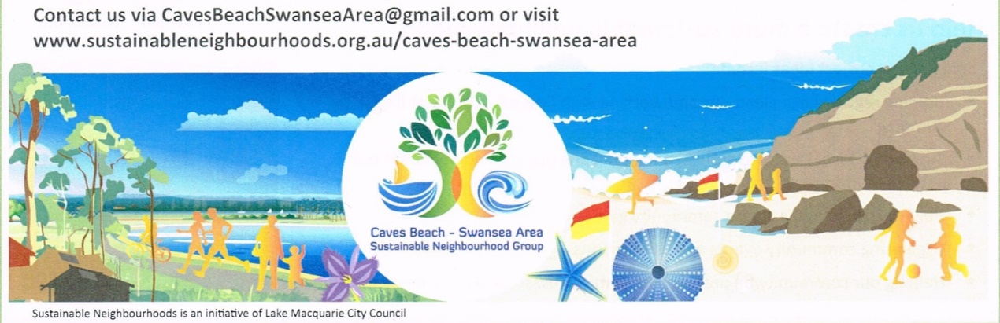 Contact us via CavesBeachSwanseaArea@gmail.com or visit
www.sustainableneighbourhoods.org.au/caves-beach-swansea-area
Caves Beach - Swansea Area
Sustainable Neighbourhood Group
Sustainable Neighbourhoods is an initiative of Lake Macquarie City Council